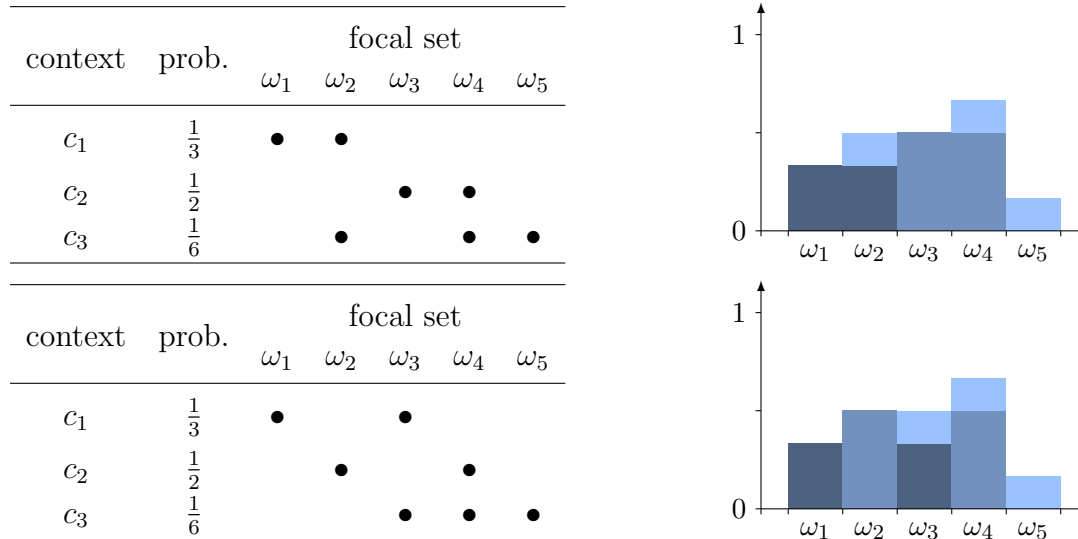 focal set
context prob.
ω₁ ω₂ ω₃ ω₄ ω₅
c₁ 1/3 ● ●
c₂ 1/2 ● ●
c₃ 1/6 ● ● ●
1
0
ω₁ ω₂ ω₃ ω₄ ω₅
focal set
context prob.
ω₁ ω₂ ω₃ ω₄ ω₅
c₁ 1/3 ● ●
c₂ 1/2 ● ●
c₃ 1/6 ● ● ●
1
0
ω₁ ω₂ ω₃ ω₄ ω₅